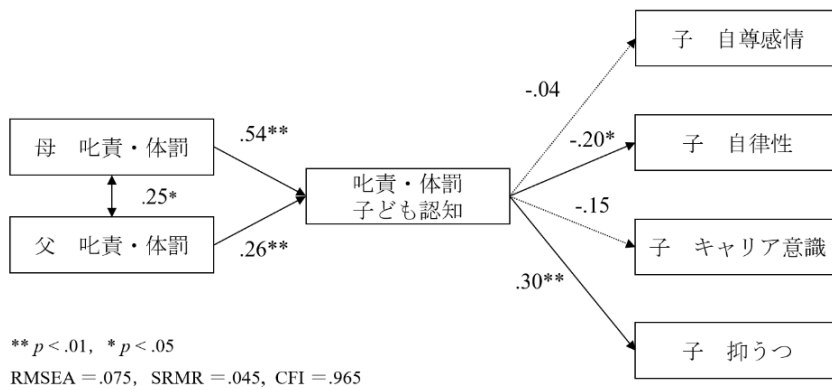 子　自尊感情
-.04
母　叱責・体罰
.54**
-.20*
子　自律性
.25*
叱責・体罰
子ども認知
父　叱責・体罰
.26**
-.15
子　キャリア意識
.30**
子　抑うつ
** p < .01, * p < .05
RMSEA =.075, SRMR =.045, CFI =.965